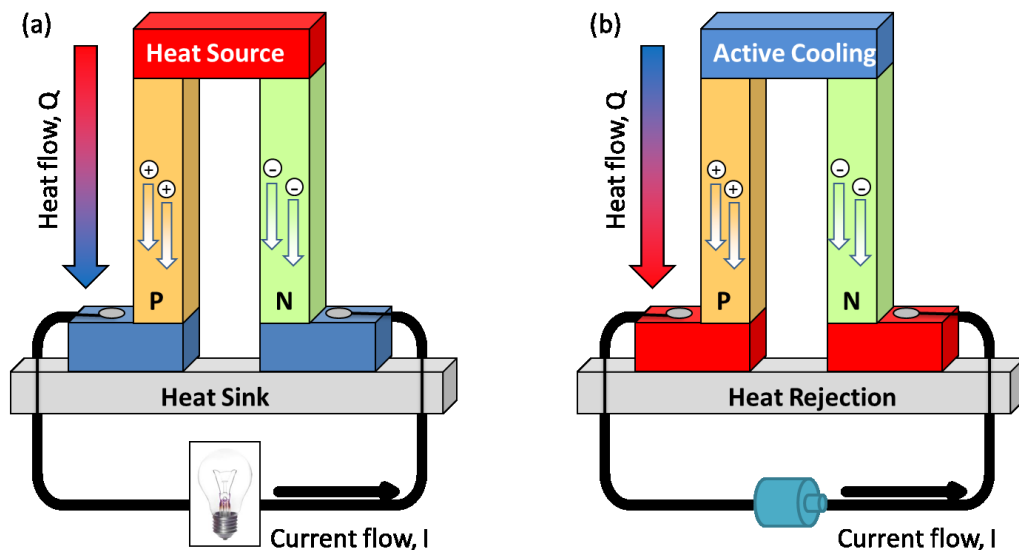 (a)
Heat Source
Heat flow, Q
+
+
-
-
P
N
Heat Sink
Current flow, I
(b)
Active Cooling
Heat flow, Q
+
+
-
-
P
N
Heat Rejection
Current flow, I